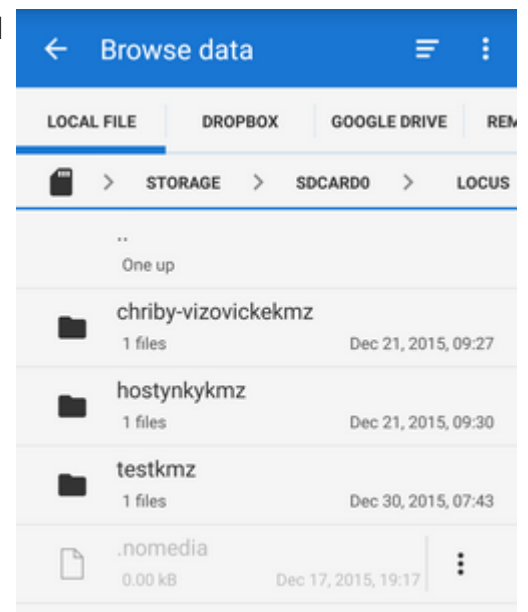 Browse data
LOCAL FILE DROPBOX GOOGLE DRIVE REM
> STORAGE > SDCARD0 > LOCUS
..
One up
chriby-vizovickekmz
1 files Dec 21, 2015, 09:27
hostynkykmz
1 files Dec 21, 2015, 09:30
testkmz
1 files Dec 30, 2015, 07:43
.nomedia
0.00 kB Dec 17, 2015, 19:17